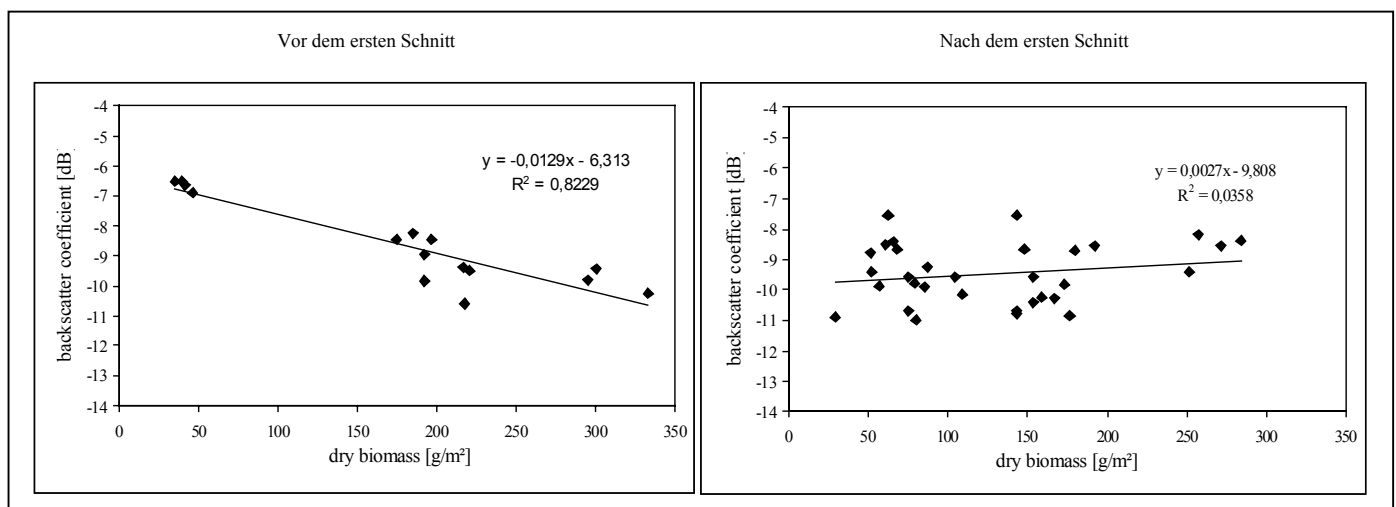 Vor dem ersten Schnitt
Nach dem ersten Schnitt
-4
-5
-6
-7
-8
-9
-10
-11
-12
-13
-14
backscatter coefficient [dB]
y = -0,0129x - 6,313
R² = 0,8229
0 50 100 150 200 250 300 350
dry biomass [g/m²]
-4
-5
-6
-7
-8
-9
-10
-11
-12
-13
-14
backscatter coefficient [dB]
y = 0,0027x - 9,808
R² = 0,0358
0 50 100 150 200 250 300 350
dry biomass [g/m²]